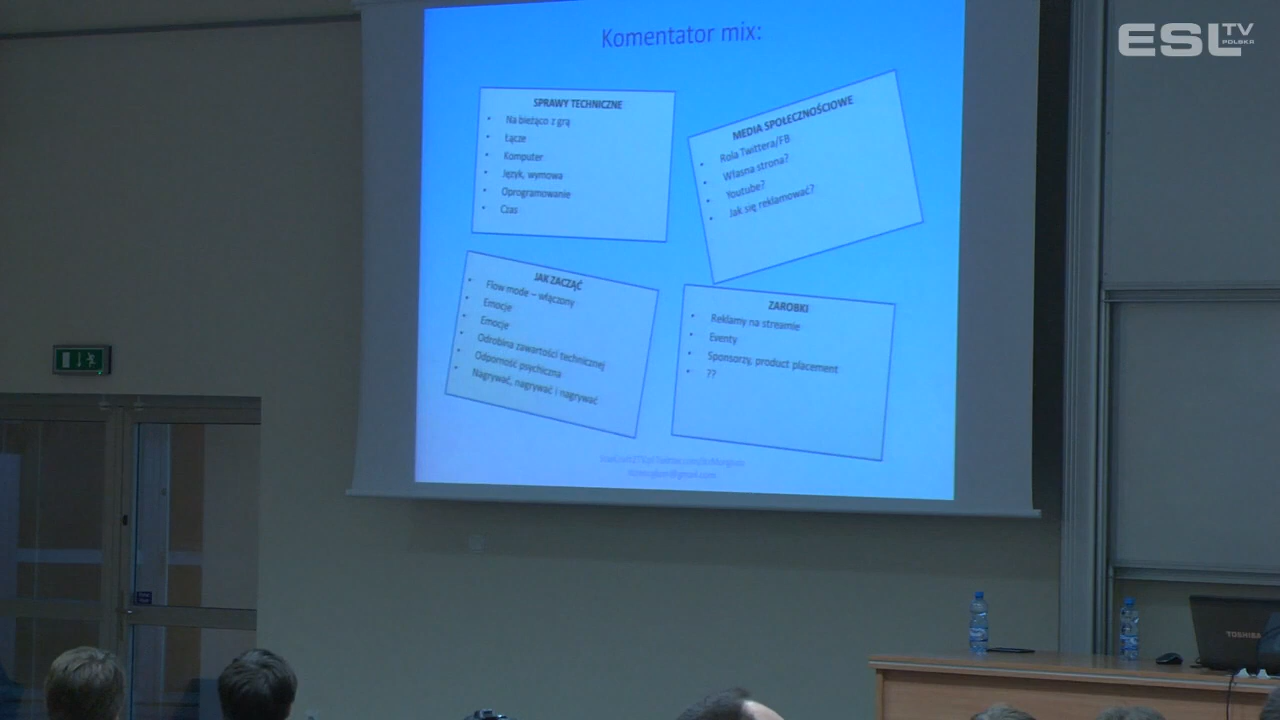 ESL TV
POLSKA
Komentator mix:
SPRAWY TECHNICZNE
• Na bieżąco z grą
• Łącze
• Komputer
• Język, wymowa
• Oprogramowanie
• Czas
MEDIA SPOŁECZNOŚCIOWE
• Rola Twittera/FB
• Własna strona?
• Youtube?
• Jak się reklamować?
JAK ZACZĄĆ
• Flow mode – włączony
• Emocje
• Emocje
• Odrobina zawartości technicznej
• Odporność psychiczna
• Nagrywać, nagrywać i nagrywać
ZAROBKI
• Reklamy na streamie
• Eventy
• Sponsorzy, product placement
• ??
TOSHIBA